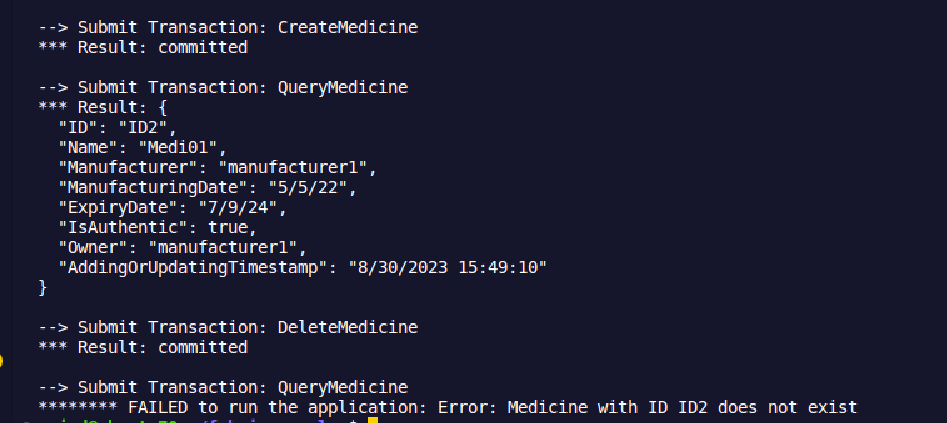 --> Submit Transaction: CreateMedicine
*** Result: committed
--> Submit Transaction: QueryMedicine
*** Result: {
"ID": "ID2",
"Name": "Medi01",
"Manufacturer": "manufacturer1",
"ManufacturingDate": "5/5/22",
"ExpiryDate": "7/9/24",
"IsAuthentic": true,
"Owner": "manufacturer1",
"AddingOrUpdatingTimestamp": "8/30/2023 15:49:10"
}
--> Submit Transaction: DeleteMedicine
*** Result: committed
--> Submit Transaction: QueryMedicine
******** FAILED to run the application: Error: Medicine with ID ID2 does not exist